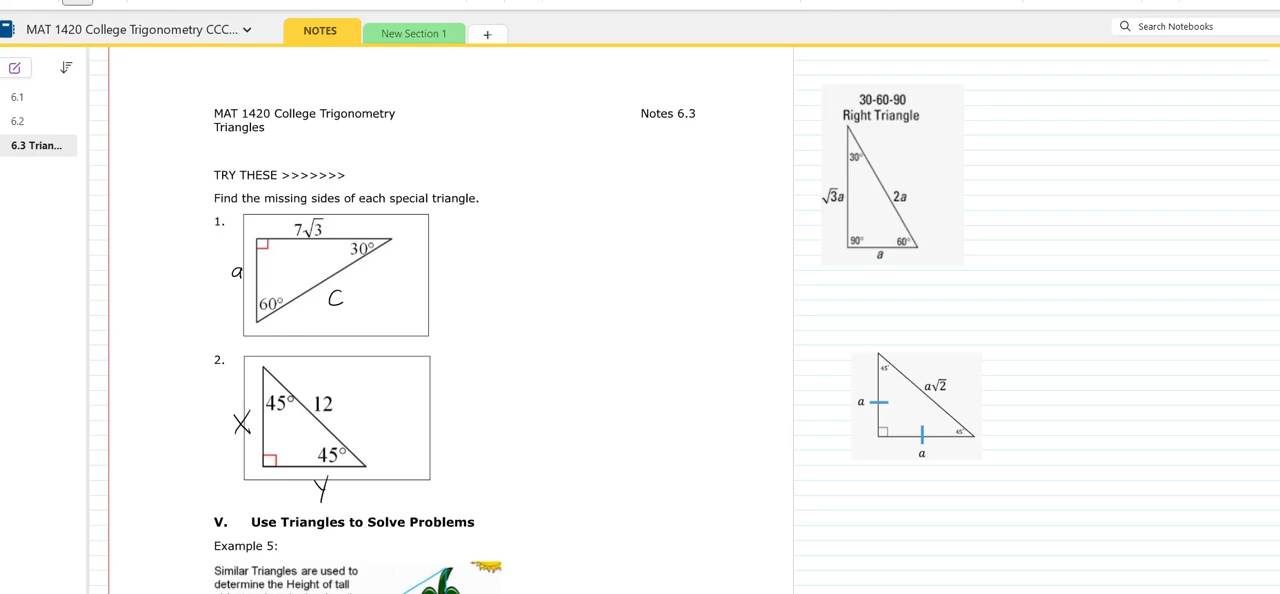 MAT 1420 College Trigonometry CCC...
NOTES
New Section 1
+
Search Notebooks
6.1
6.2
6.3 Trian...
MAT 1420 College Trigonometry
Notes 6.3
Triangles
TRY THESE >>>>>>>
Find the missing sides of each special triangle.
1.
7√3
30°
a
60°
C
2.
45°
12
X
45°
Y
V. Use Triangles to Solve Problems
Example 5:
Similar Triangles are used to
determine the Height of tall
30-60-90
Right Triangle
30°
√3a
2a
90°
60°
a
45°
a√2
a
45°
a